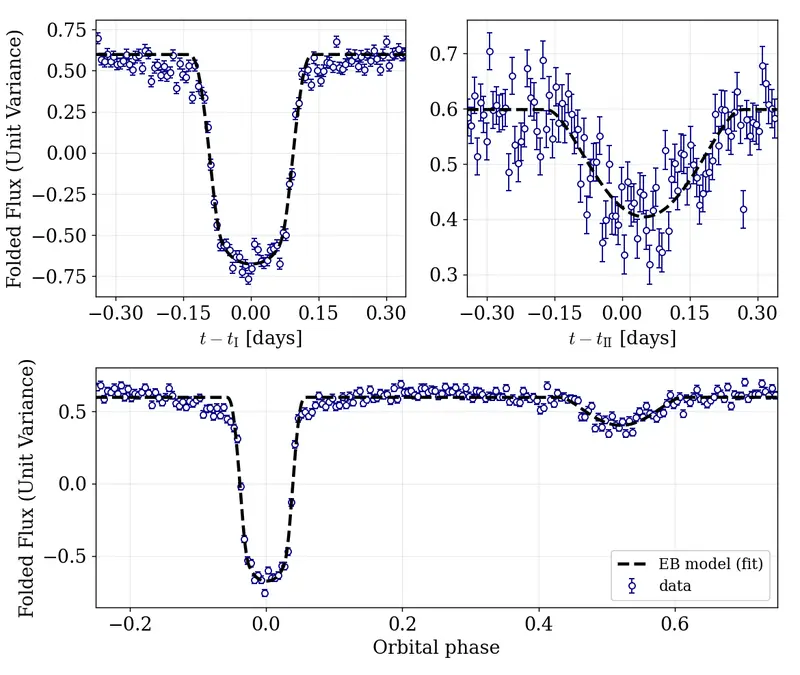 Folded Flux (Unit Variance)
0.75
0.50
0.25
0.00
−0.25
−0.50
−0.75
−0.30 −0.15 0.00 0.15 0.30
t − tI [days]
Folded Flux (Unit Variance)
0.7
0.6
0.5
0.4
0.3
−0.30 −0.15 0.00 0.15 0.30
t − tII [days]
Folded Flux (Unit Variance)
0.5
0.0
−0.5
−0.2 0.0 0.2 0.4 0.6
Orbital phase
EB model (fit)
data